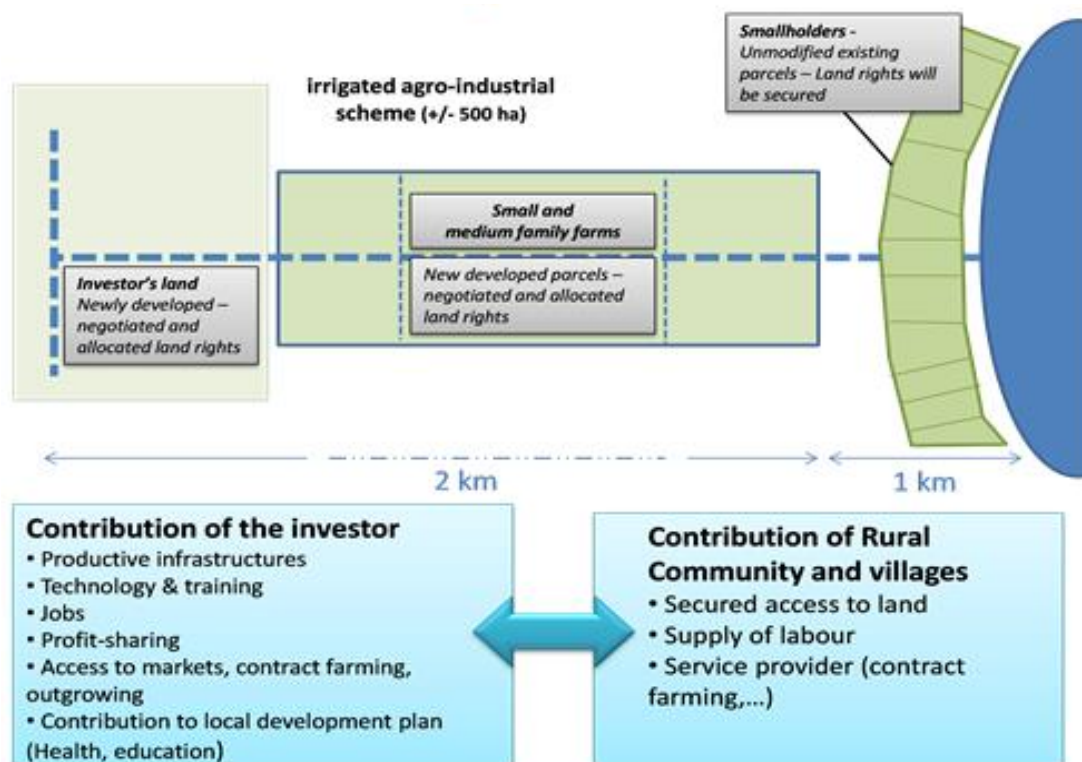 Smallholders -
Unmodified existing
parcels – Land rights will
be secured
irrigated agro-industrial
scheme (+/- 500 ha)
Small and
medium family farms
New developed parcels –
negotiated and allocated
land rights
Investor's land
Newly developed –
negotiated and
allocated land rights
2 km
1 km
Contribution of the investor
• Productive infrastructures
• Technology & training
• Jobs
• Profit-sharing
• Access to markets, contract farming,
outgrowing
• Contribution to local development plan
(Health, education)
Contribution of Rural
Community and villages
• Secured access to land
• Supply of labour
• Service provider (contract
farming,...)